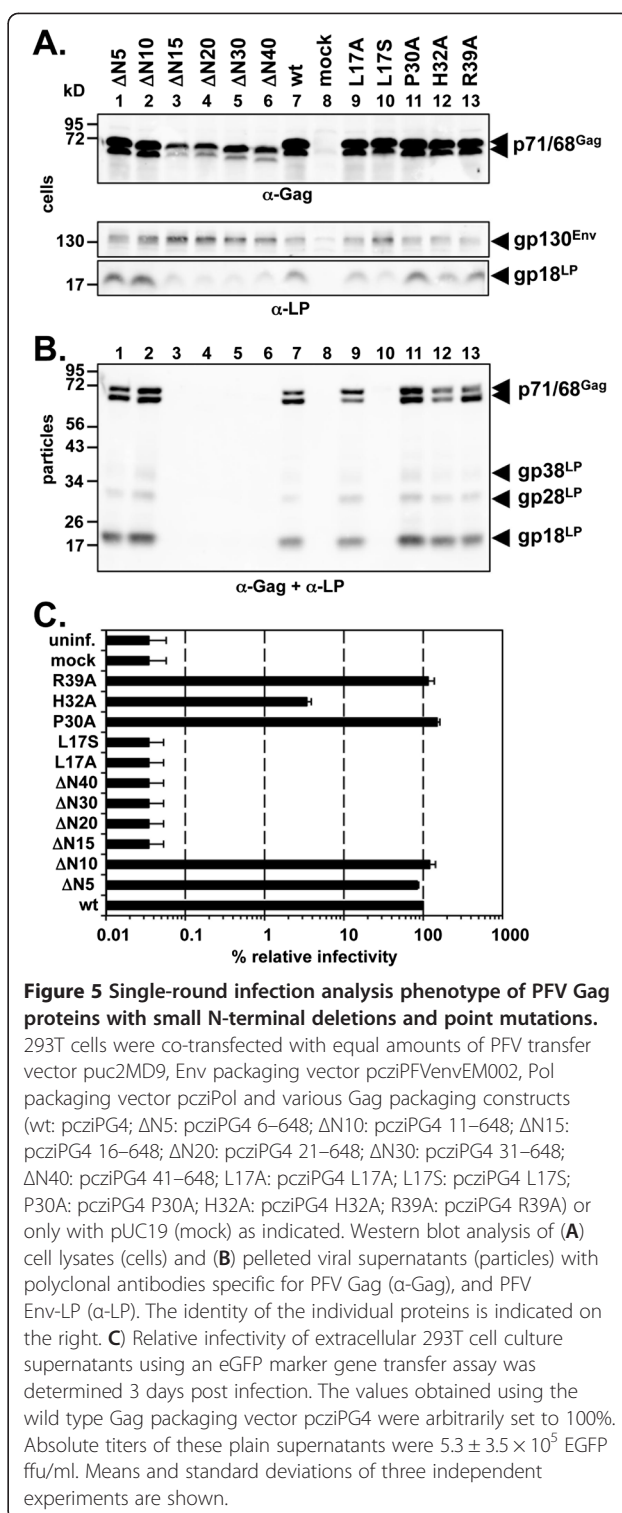 A.
ΔN5 ΔN10 ΔN15 ΔN20 ΔN30 ΔN40 wt mock L17A L17S P30A H32A R39A
kD 1 2 3 4 5 6 7 8 9 10 11 12 13
95
72
p71/68Gag
cells
α-Gag
130
gp130Env
17
gp18LP
α-LP
B.
1 2 3 4 5 6 7 8 9 10 11 12 13
95
72
p71/68Gag
56
43
particles
gp38LP
34
gp28LP
26
17
gp18LP
α-Gag + α-LP
C.
uninf.
mock
R39A
H32A
P30A
L17S
L17A
ΔN40
ΔN30
ΔN20
ΔN15
ΔN10
ΔN5
wt
0.01 0.1 1 10 100 1000
% relative infectivity
Figure 5 Single-round infection analysis phenotype of PFV Gag
proteins with small N-terminal deletions and point mutations.
293T cells were co-transfected with equal amounts of PFV transfer
vector puc2MD9, Env packaging vector pcziPFVenvEM002, Pol
packaging vector pcziPol and various Gag packaging constructs
(wt: pcziPG4; ΔN5: pcziPG4 6–648; ΔN10: pcziPG4 11–648; ΔN15:
pcziPG4 16–648; ΔN20: pcziPG4 21–648; ΔN30: pcziPG4 31–648;
ΔN40: pcziPG4 41–648; L17A: pcziPG4 L17A; L17S: pcziPG4 L17S;
P30A: pcziPG4 P30A; H32A: pcziPG4 H32A; R39A: pcziPG4 R39A) or
only with pUC19 (mock) as indicated. Western blot analysis of (A)
cell lysates (cells) and (B) pelleted viral supernatants (particles) with
polyclonal antibodies specific for PFV Gag (α-Gag), and PFV
Env-LP (α-LP). The identity of the individual proteins is indicated on
the right. C) Relative infectivity of extracellular 293T cell culture
supernatants using an eGFP marker gene transfer assay was
determined 3 days post infection. The values obtained using the
wild type Gag packaging vector pcziPG4 were arbitrarily set to 100%.
Absolute titers of these plain supernatants were 5.3 ± 3.5 × 10⁵ EGFP
ffu/ml. Means and standard deviations of three independent
experiments are shown.